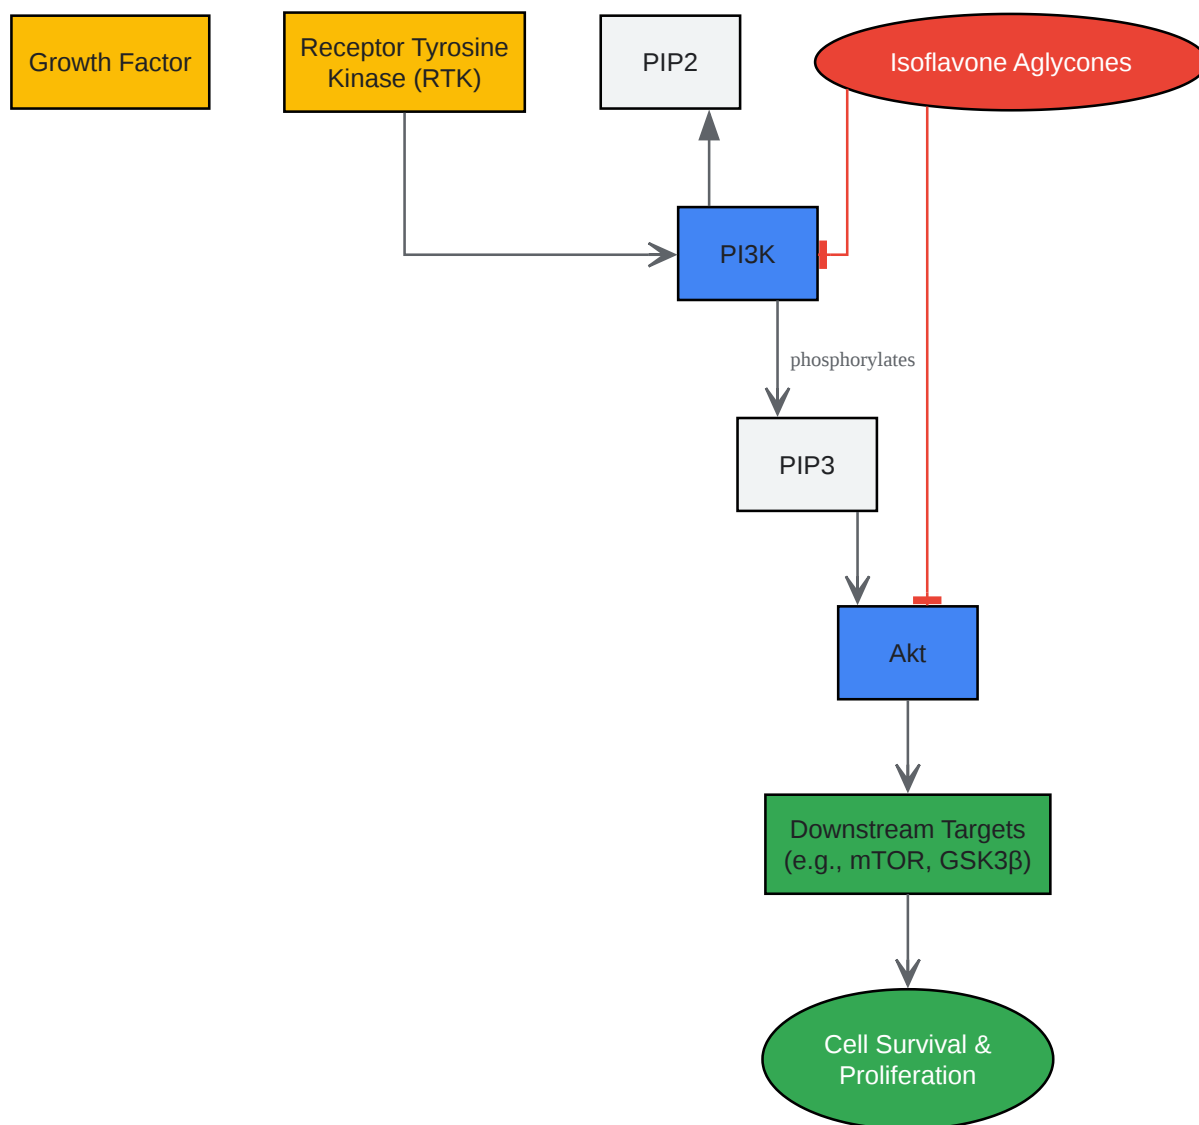 Growth Factor
Receptor Tyrosine
Kinase (RTK)
PIP2
Isoflavone Aglycones
PI3K
phosphorylates
PIP3
Akt
Downstream Targets
(e.g., mTOR, GSK3β)
Cell Survival &
Proliferation